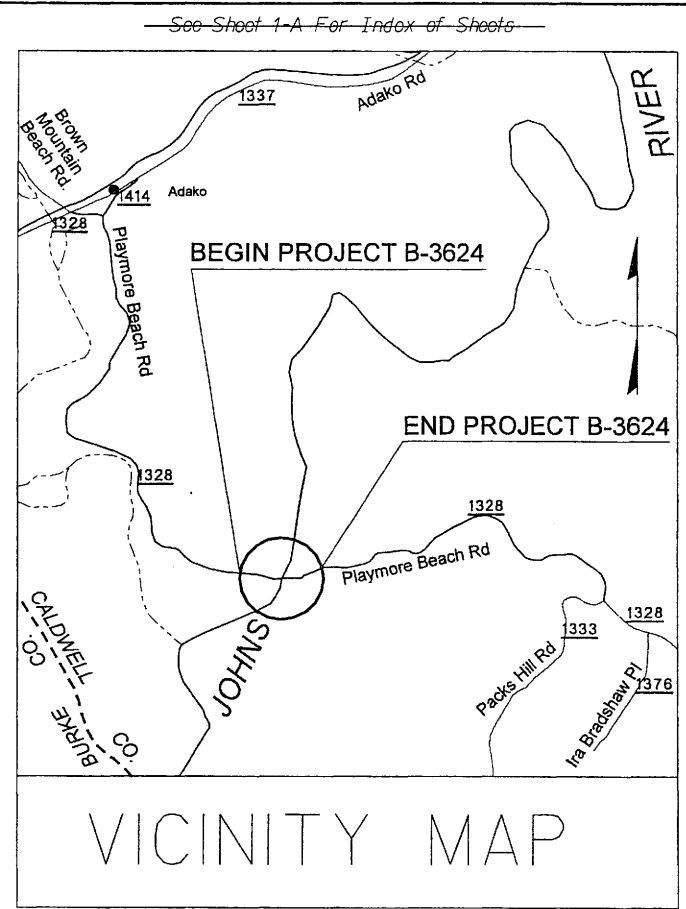 See Sheet 1-A For Index of Sheets
1337
Adako Rd
RIVER
Brown
Mountain
Beach Rd.
1414
Adako
1328
Playmore Beach Rd
BEGIN PROJECT B-3624
END PROJECT B-3624
1328
1328
Playmore Beach Rd
JOHNS
CALDWELL
CO.
BURKE
CO.
1328
1333
Packs Hill Rd
1376
Ira Bradshaw Pl
VICINITY MAP